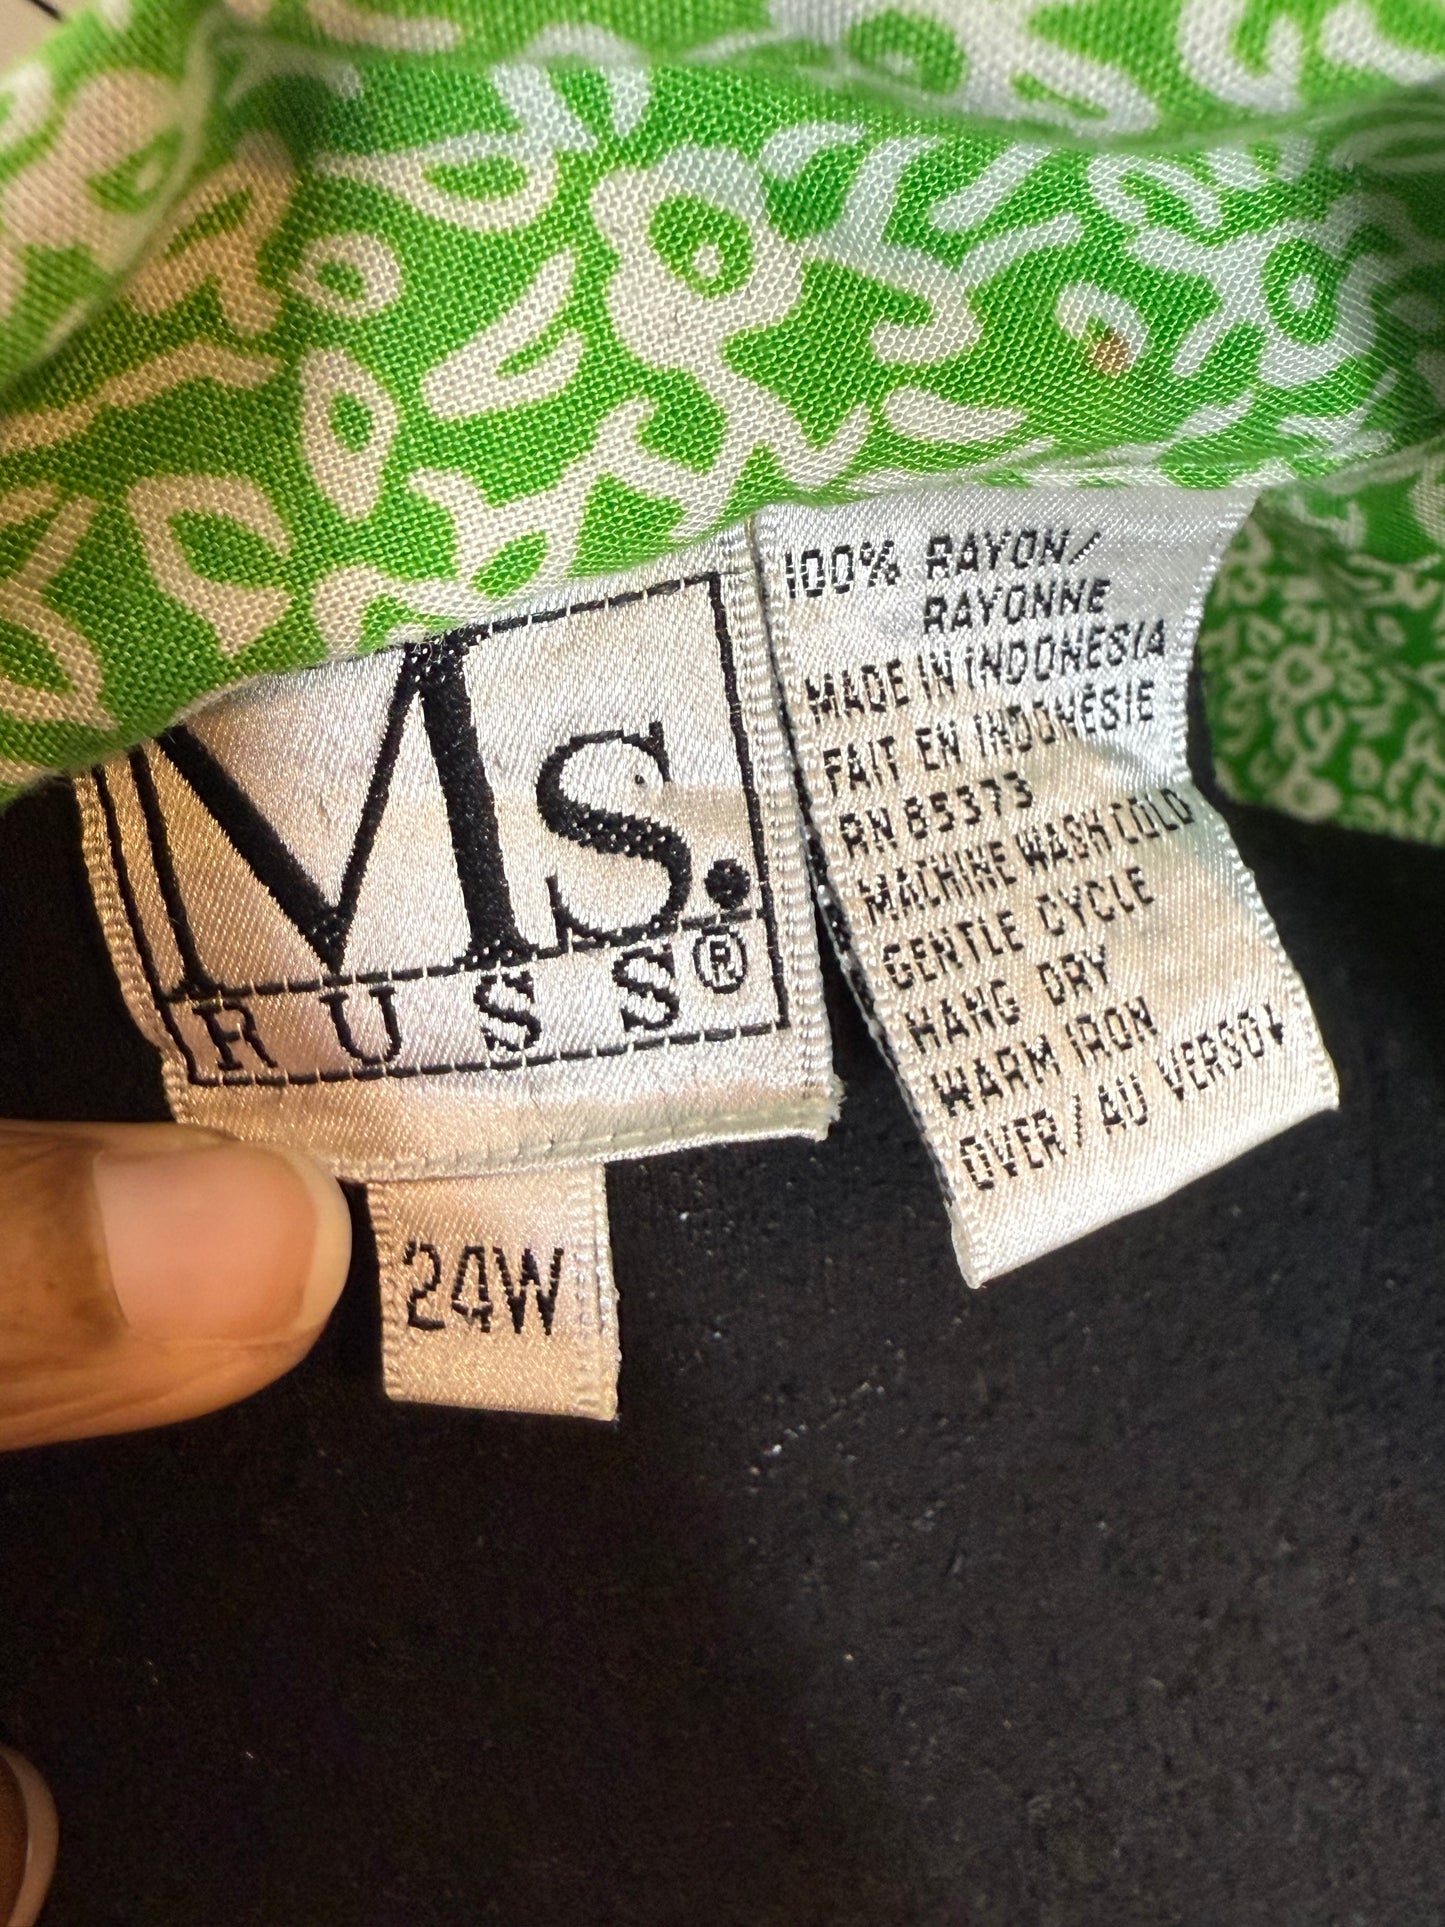 Ms.
RUSS®
24W
100% RAYON/
RAYONNE
MADE IN INDONESIA
FAIT EN INDONÉSIE
RN 85373
MACHINE WASH COLD
GENTLE CYCLE
HANG DRY
WARM IRON
OVER/AU VERSO↓